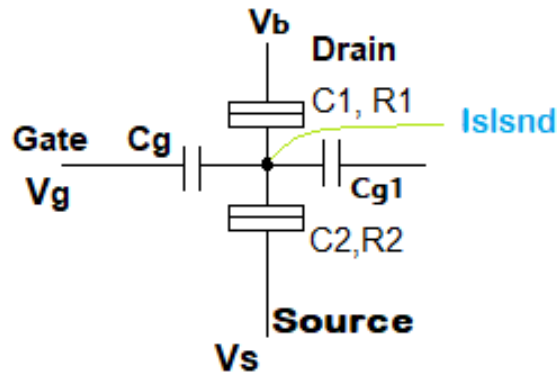 Vb
Drain
C1, R1
Islsnd
Gate
Cg
Vg
Cg1
C2,R2
Source
Vs